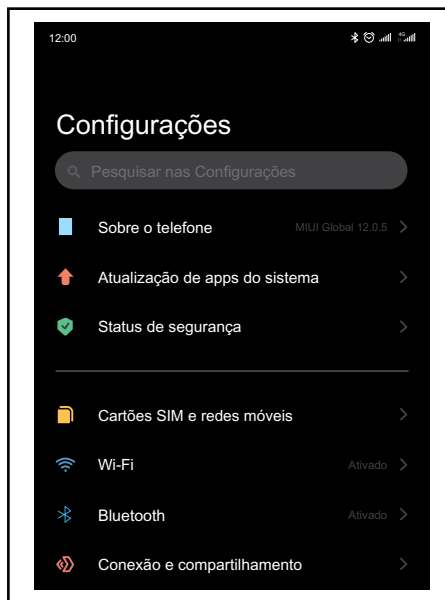 12:00 4G
Configurações
Pesquisar nas Configurações
Sobre o telefone MIUI Global 12.0.5
Atualização de apps do sistema
Status de segurança
Cartões SIM e redes móveis
Wi-Fi Ativado
Bluetooth Ativado
Conexão e compartilhamento